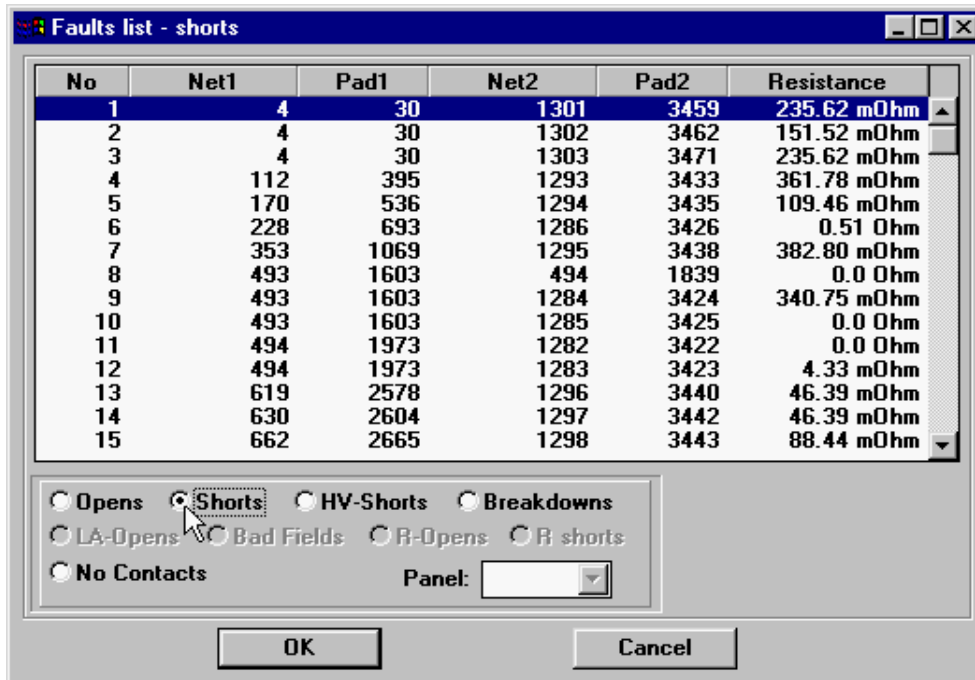 Faults list - shorts
No Net1 Pad1 Net2 Pad2 Resistance
1 4 30 1301 3459 235.62 mOhm
2 4 30 1302 3462 151.52 mOhm
3 4 30 1303 3471 235.62 mOhm
4 112 395 1293 3433 361.78 mOhm
5 170 536 1294 3435 109.46 mOhm
6 228 693 1286 3426 0.51 Ohm
7 353 1069 1295 3438 382.80 mOhm
8 493 1603 494 1839 0.0 Ohm
9 493 1603 1284 3424 340.75 mOhm
10 493 1603 1285 3425 0.0 Ohm
11 494 1973 1282 3422 0.0 Ohm
12 494 1973 1283 3423 4.33 mOhm
13 619 2578 1296 3440 46.39 mOhm
14 630 2604 1297 3442 46.39 mOhm
15 662 2665 1298 3443 88.44 mOhm
Opens Shorts HV-Shorts Breakdowns
LA-Opens Bad Fields R-Opens R shorts
No Contacts Panel:
OK Cancel